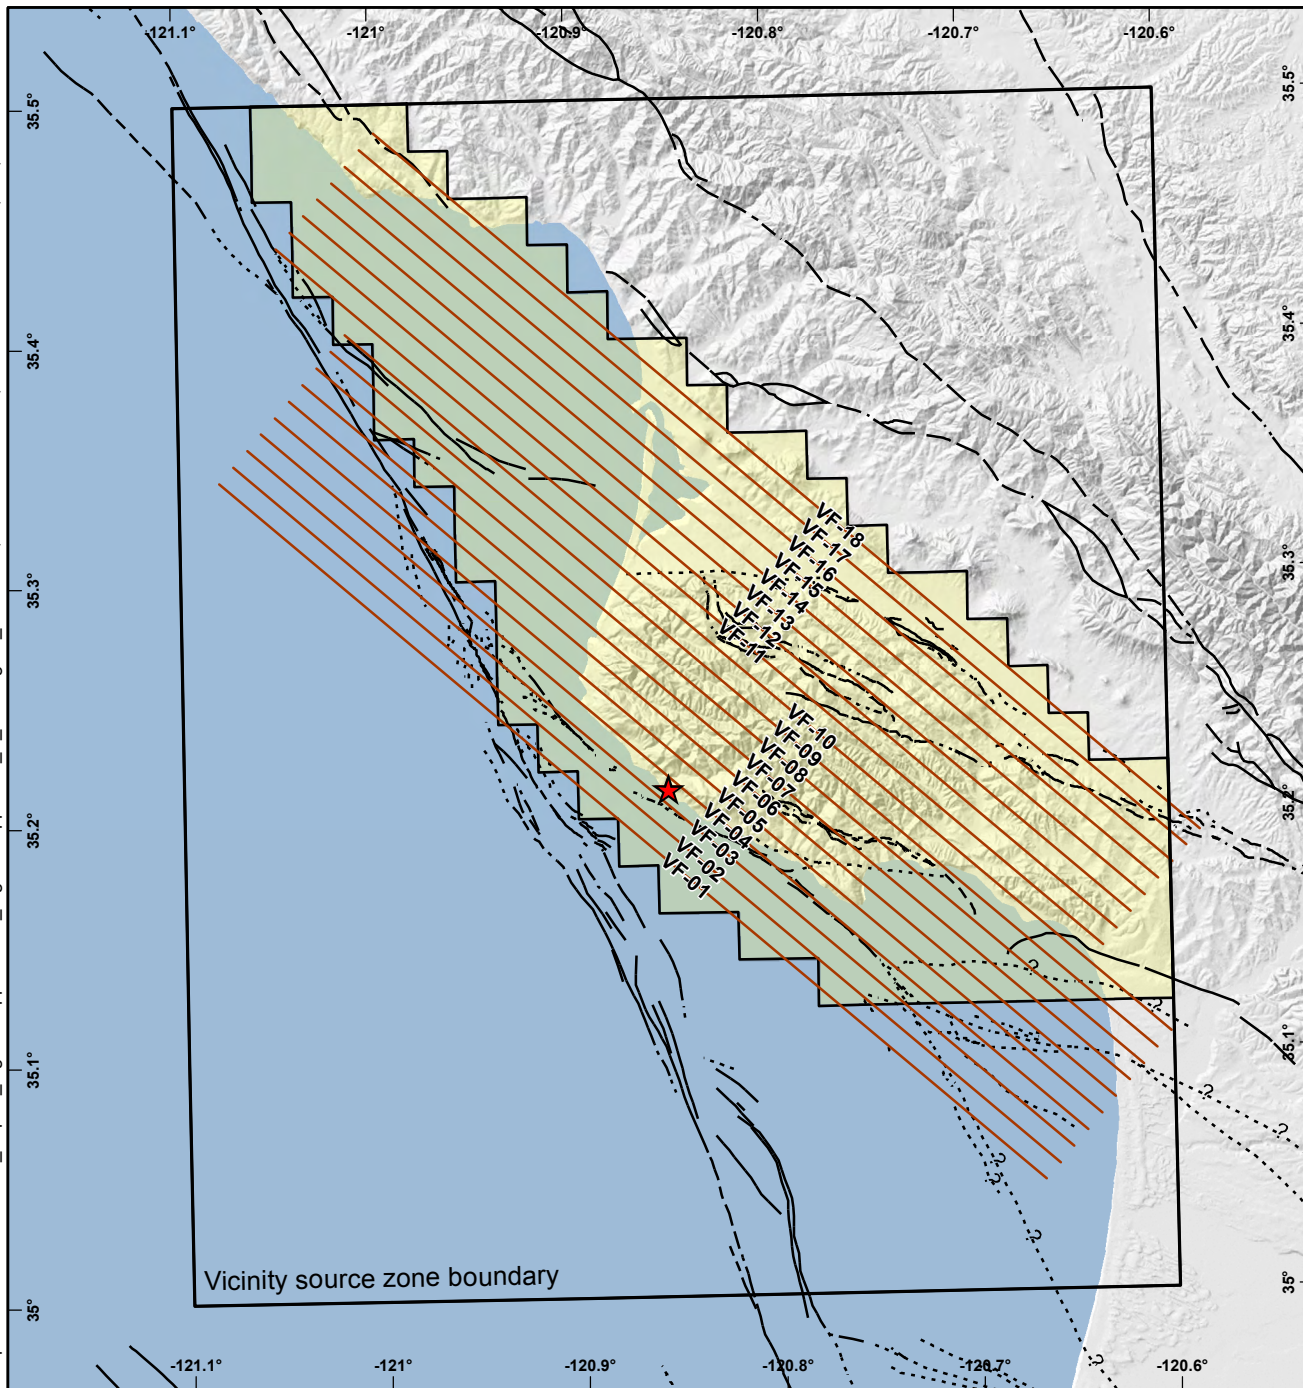 -121.1° -121° -120.9° -120.8° -120.7° -120.6°
35.5° 35.5°
35.4° 35.4°
35.3° 35.3°
35.2° 35.2°
35.1° 35.1°
35° 35°
VF-18
VF-17
VF-16
VF-15
VF-14
VF-13
VF-12
VF-11
VF-10
VF-09
VF-08
VF-07
VF-06
VF-05
VF-04
VF-03
VF-02
VF-01
?
?
?
?
?
?
?
?
Vicinity source zone boundary
-121.1° -121° -120.9° -120.8° -120.7° -120.6°